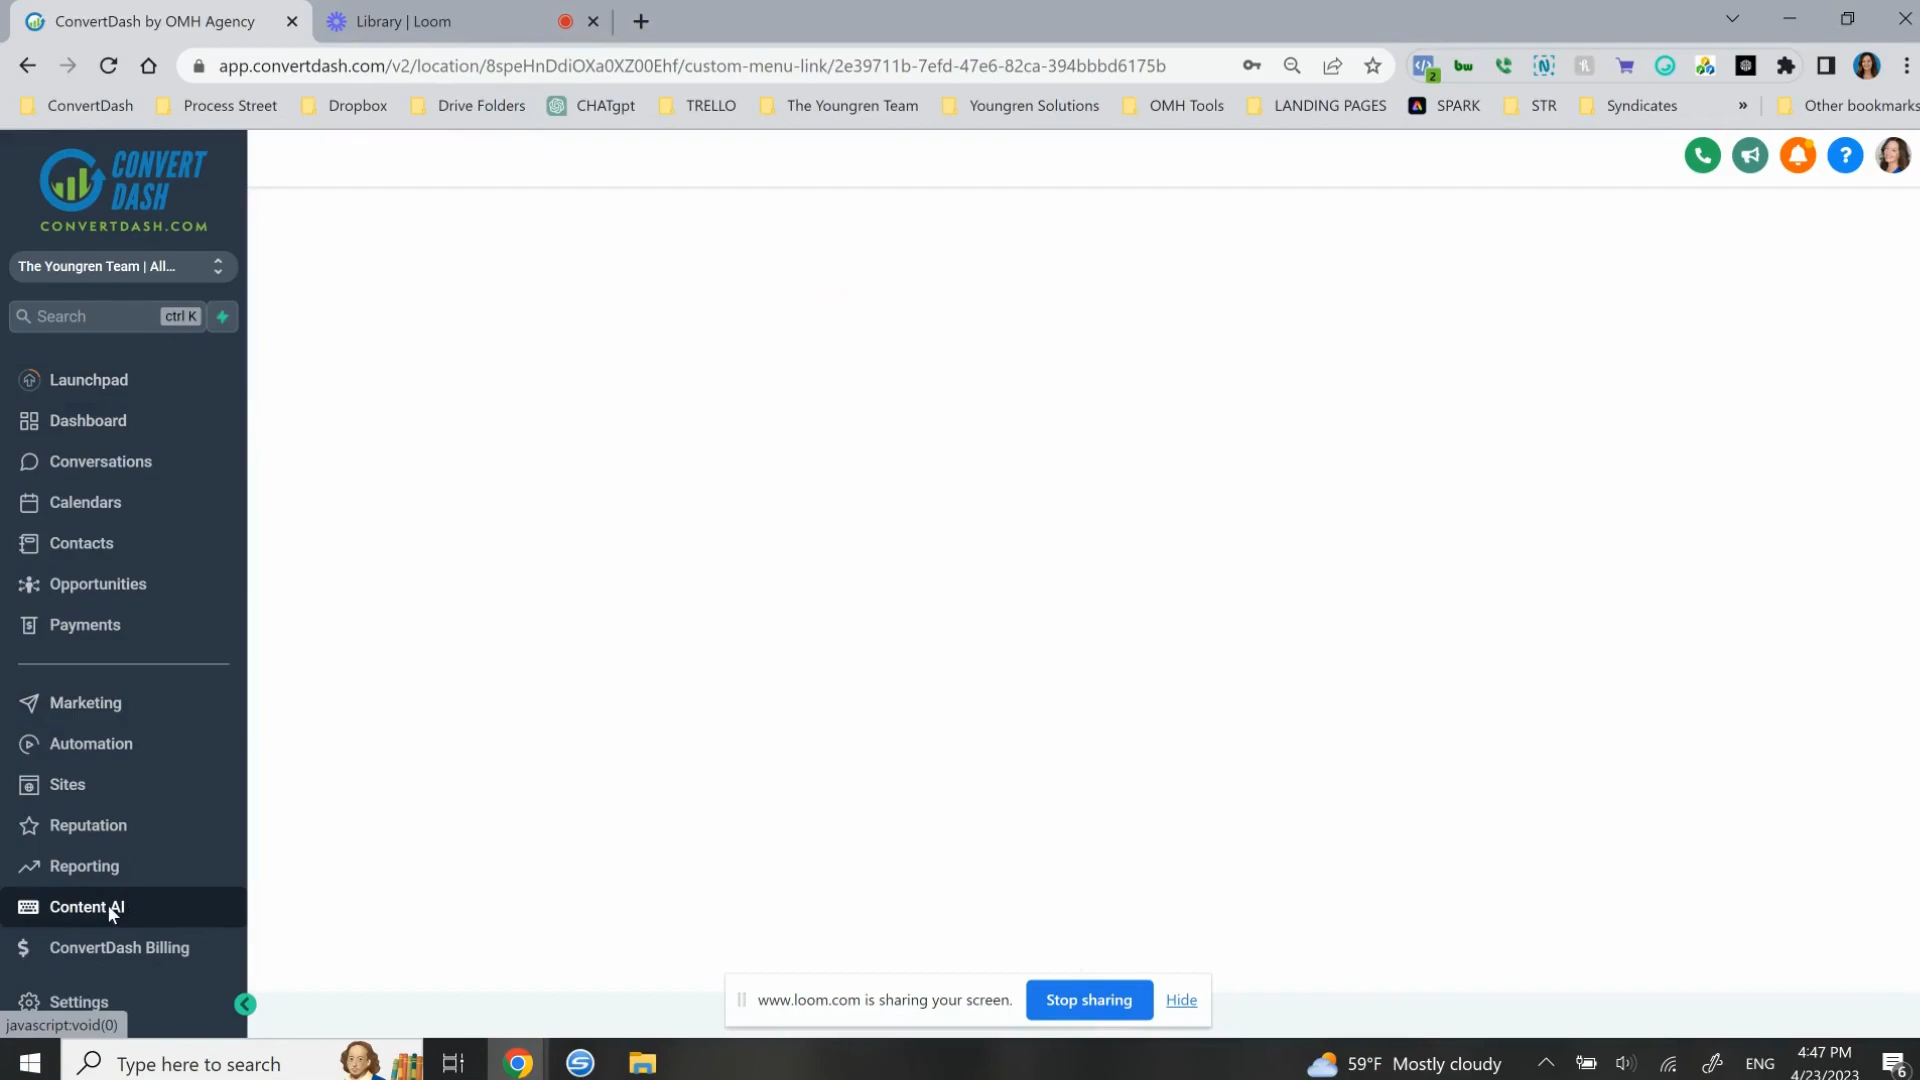 ConvertDash by OMH Agency
Library | Loom
app.convertdash.com/v2/location/8speHnDdiOXa0XZ00Ehf/custom-menu-link/2e39711b-7efd-47e6-82ca-394bbbd6175b
2
bw
ConvertDash
Process Street
Dropbox
Drive Folders
CHATgpt
TRELLO
The Youngren Team
Youngren Solutions
OMH Tools
LANDING PAGES
SPARK
STR
Syndicates
»
Other bookmarks
CONVERT
DASH
CONVERTDASH.COM
The Youngren Team | All...
Search ctrl K
Launchpad
Dashboard
Conversations
Calendars
Contacts
Opportunities
Payments
Marketing
Automation
Sites
Reputation
Reporting
Content AI
ConvertDash Billing
Settings
javascript:void(0)
www.loom.com is sharing your screen.
Stop sharing
Hide
Type here to search
59°F Mostly cloudy
ENG
4:47 PM
4/23/2023
6